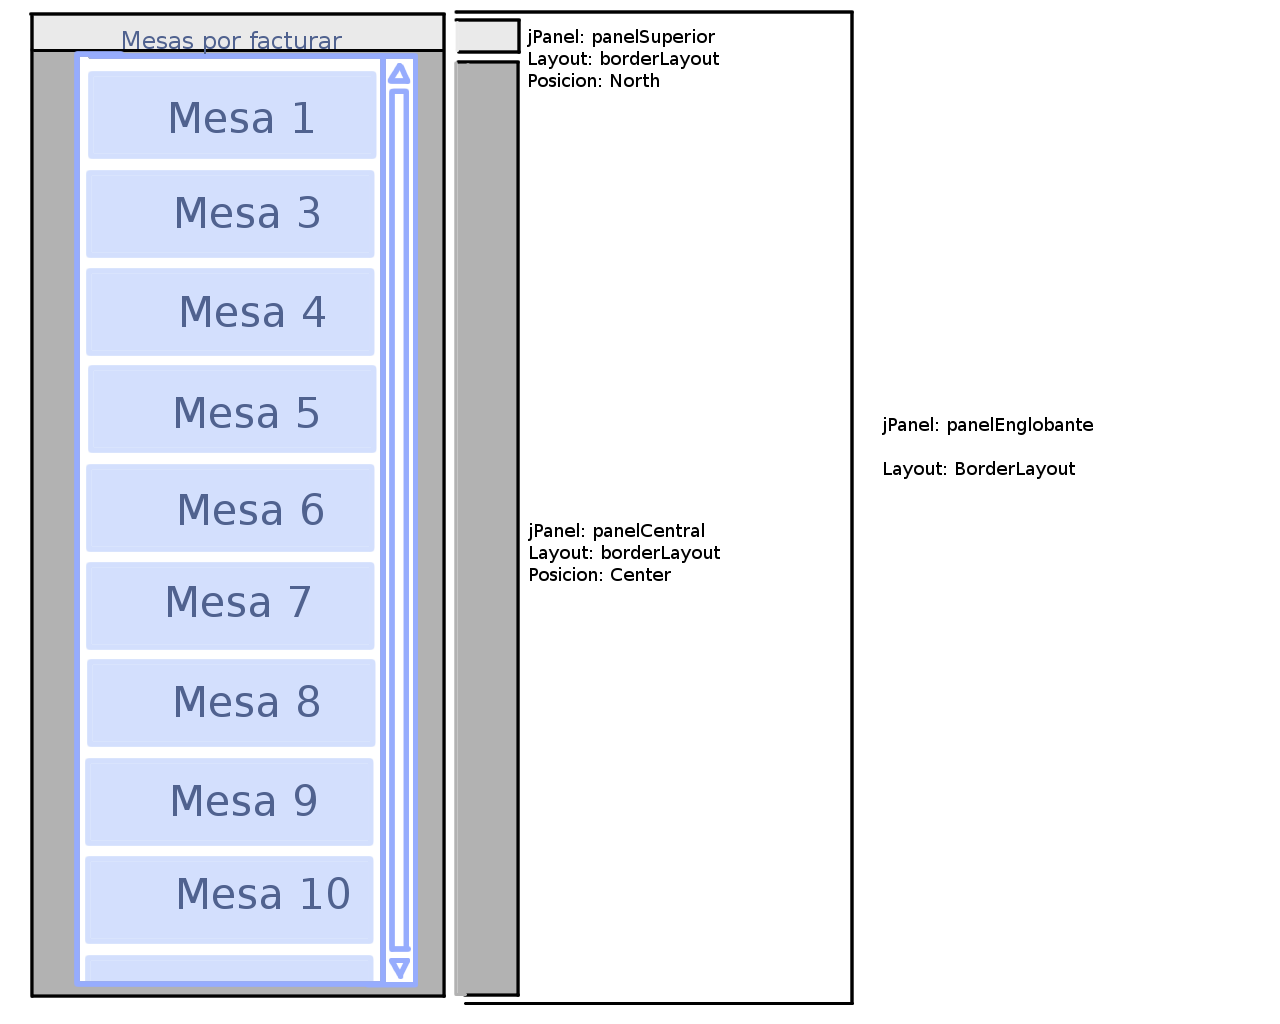 Mesas por facturar
Mesa 1
Mesa 3
Mesa 4
Mesa 5
Mesa 6
Mesa 7
Mesa 8
Mesa 9
Mesa 10
jPanel: panelSuperior
Layout: borderLayout
Posicion: North
jPanel: panelCentral
Layout: borderLayout
Posicion: Center
jPanel: panelEnglobante
Layout: BorderLayout